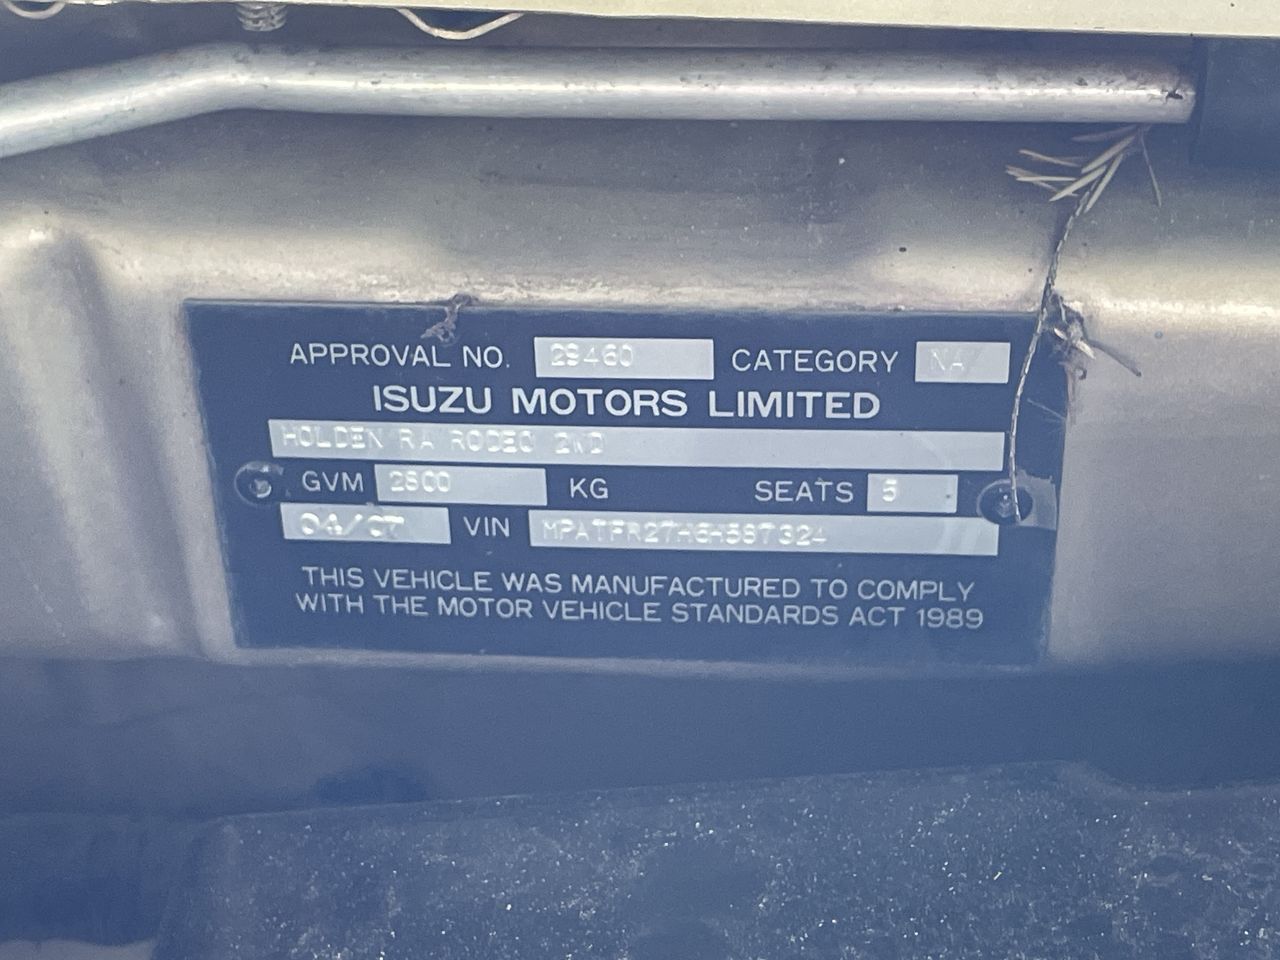 APPROVAL NO. 29460 CATEGORY NA
ISUZU MOTORS LIMITED
HOLDEN RA RODEO 2WD
GVM 2800 KG SEATS 5
04/07 VIN MPATFR27H6H587324
THIS VEHICLE WAS MANUFACTURED TO COMPLY
WITH THE MOTOR VEHICLE STANDARDS ACT 1989